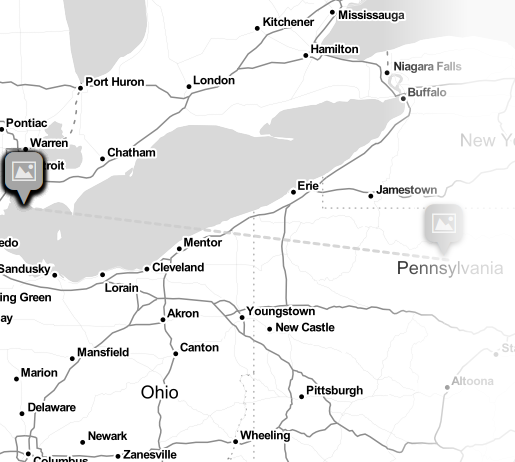 Kitchener
Mississauga
Hamilton
Niagara Falls
Port Huron
London
Buffalo
Pontiac
Warren
roit
Chatham
New Yo
Erie
Jamestown
edo
Mentor
Sandusky
Cleveland
Pennsylvania
Lorain
ing Green
Akron
Youngstown
ay
New Castle
Mansfield
Canton
St
Marion
Altoona
Ohio
Pittsburgh
Delaware
Newark
Wheeling
Columbus
Zanesville